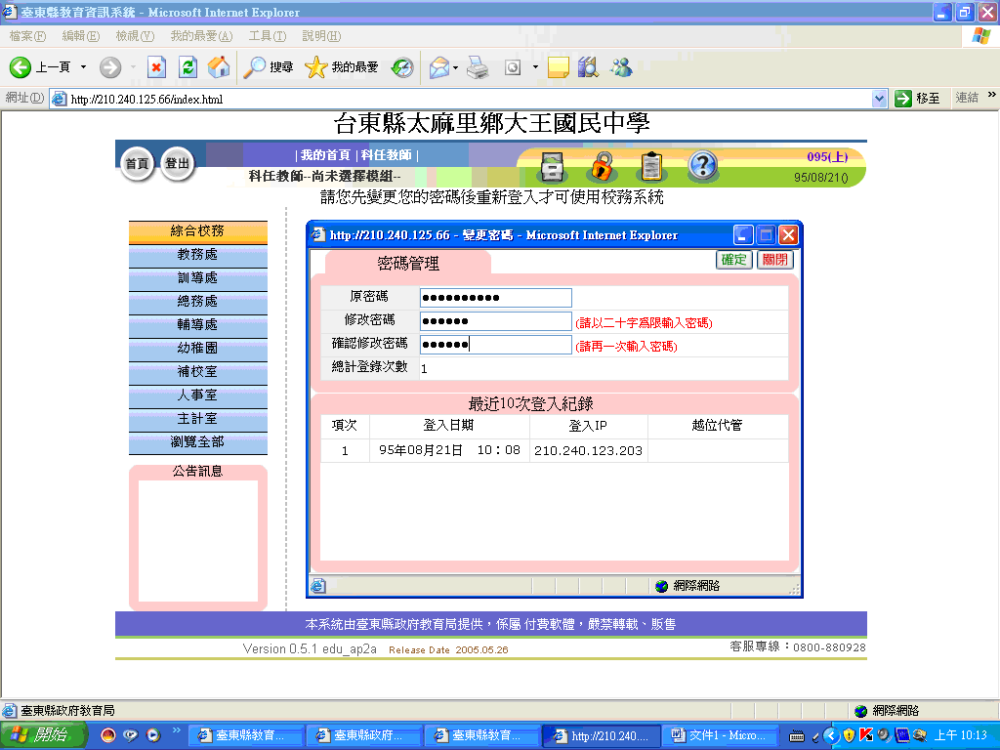 臺東縣教育資訊系統 - Microsoft Internet Explorer
檔案(F) 編輯(E) 檢視(V) 我的最愛(A) 工具(T) 說明(H)
上一頁 搜尋 我的最愛
網址(D) http://210.240.125.66/index.html 移至 連結 »
台東縣太麻里鄉大王國民中學
首頁 登出 | 我的首頁 | 科任教師 | 095(上)
科任教師--尚未選擇模組-- 95/08/21()
請您先變更您的密碼後重新登入才可使用校務系統
綜合校務
教務處
訓導處
總務處
輔導處
幼稚園
補校室
人事室
主計室
瀏覽全部
公告訊息
http://210.240.125.66 - 變更密碼 - Microsoft Internet Explorer
密碼管理 確定 關閉
原密碼 ●●●●●●●●●●
修改密碼 ●●●●●● (請以二十字爲限輸入密碼)
確認修改密碼 ●●●●●● (請再一次輸入密碼)
總計登錄次數 1
最近10次登入紀錄
項次 登入日期 登入IP 越位代管
1 95年08月21日 10：08 210.240.123.203
網際網路
本系統由臺東縣政府教育局提供，係屬 付費軟體，嚴禁轉載、販售
Version 0.5.1 edu_ap2a Release Date 2005.05.26 客服專線：0800-880928
臺東縣政府教育局 網際網路
開始 » 臺東縣教育... 臺東縣政府... 臺東縣教育... http://210.240.... 文件1 - Micro... 上午 10:13